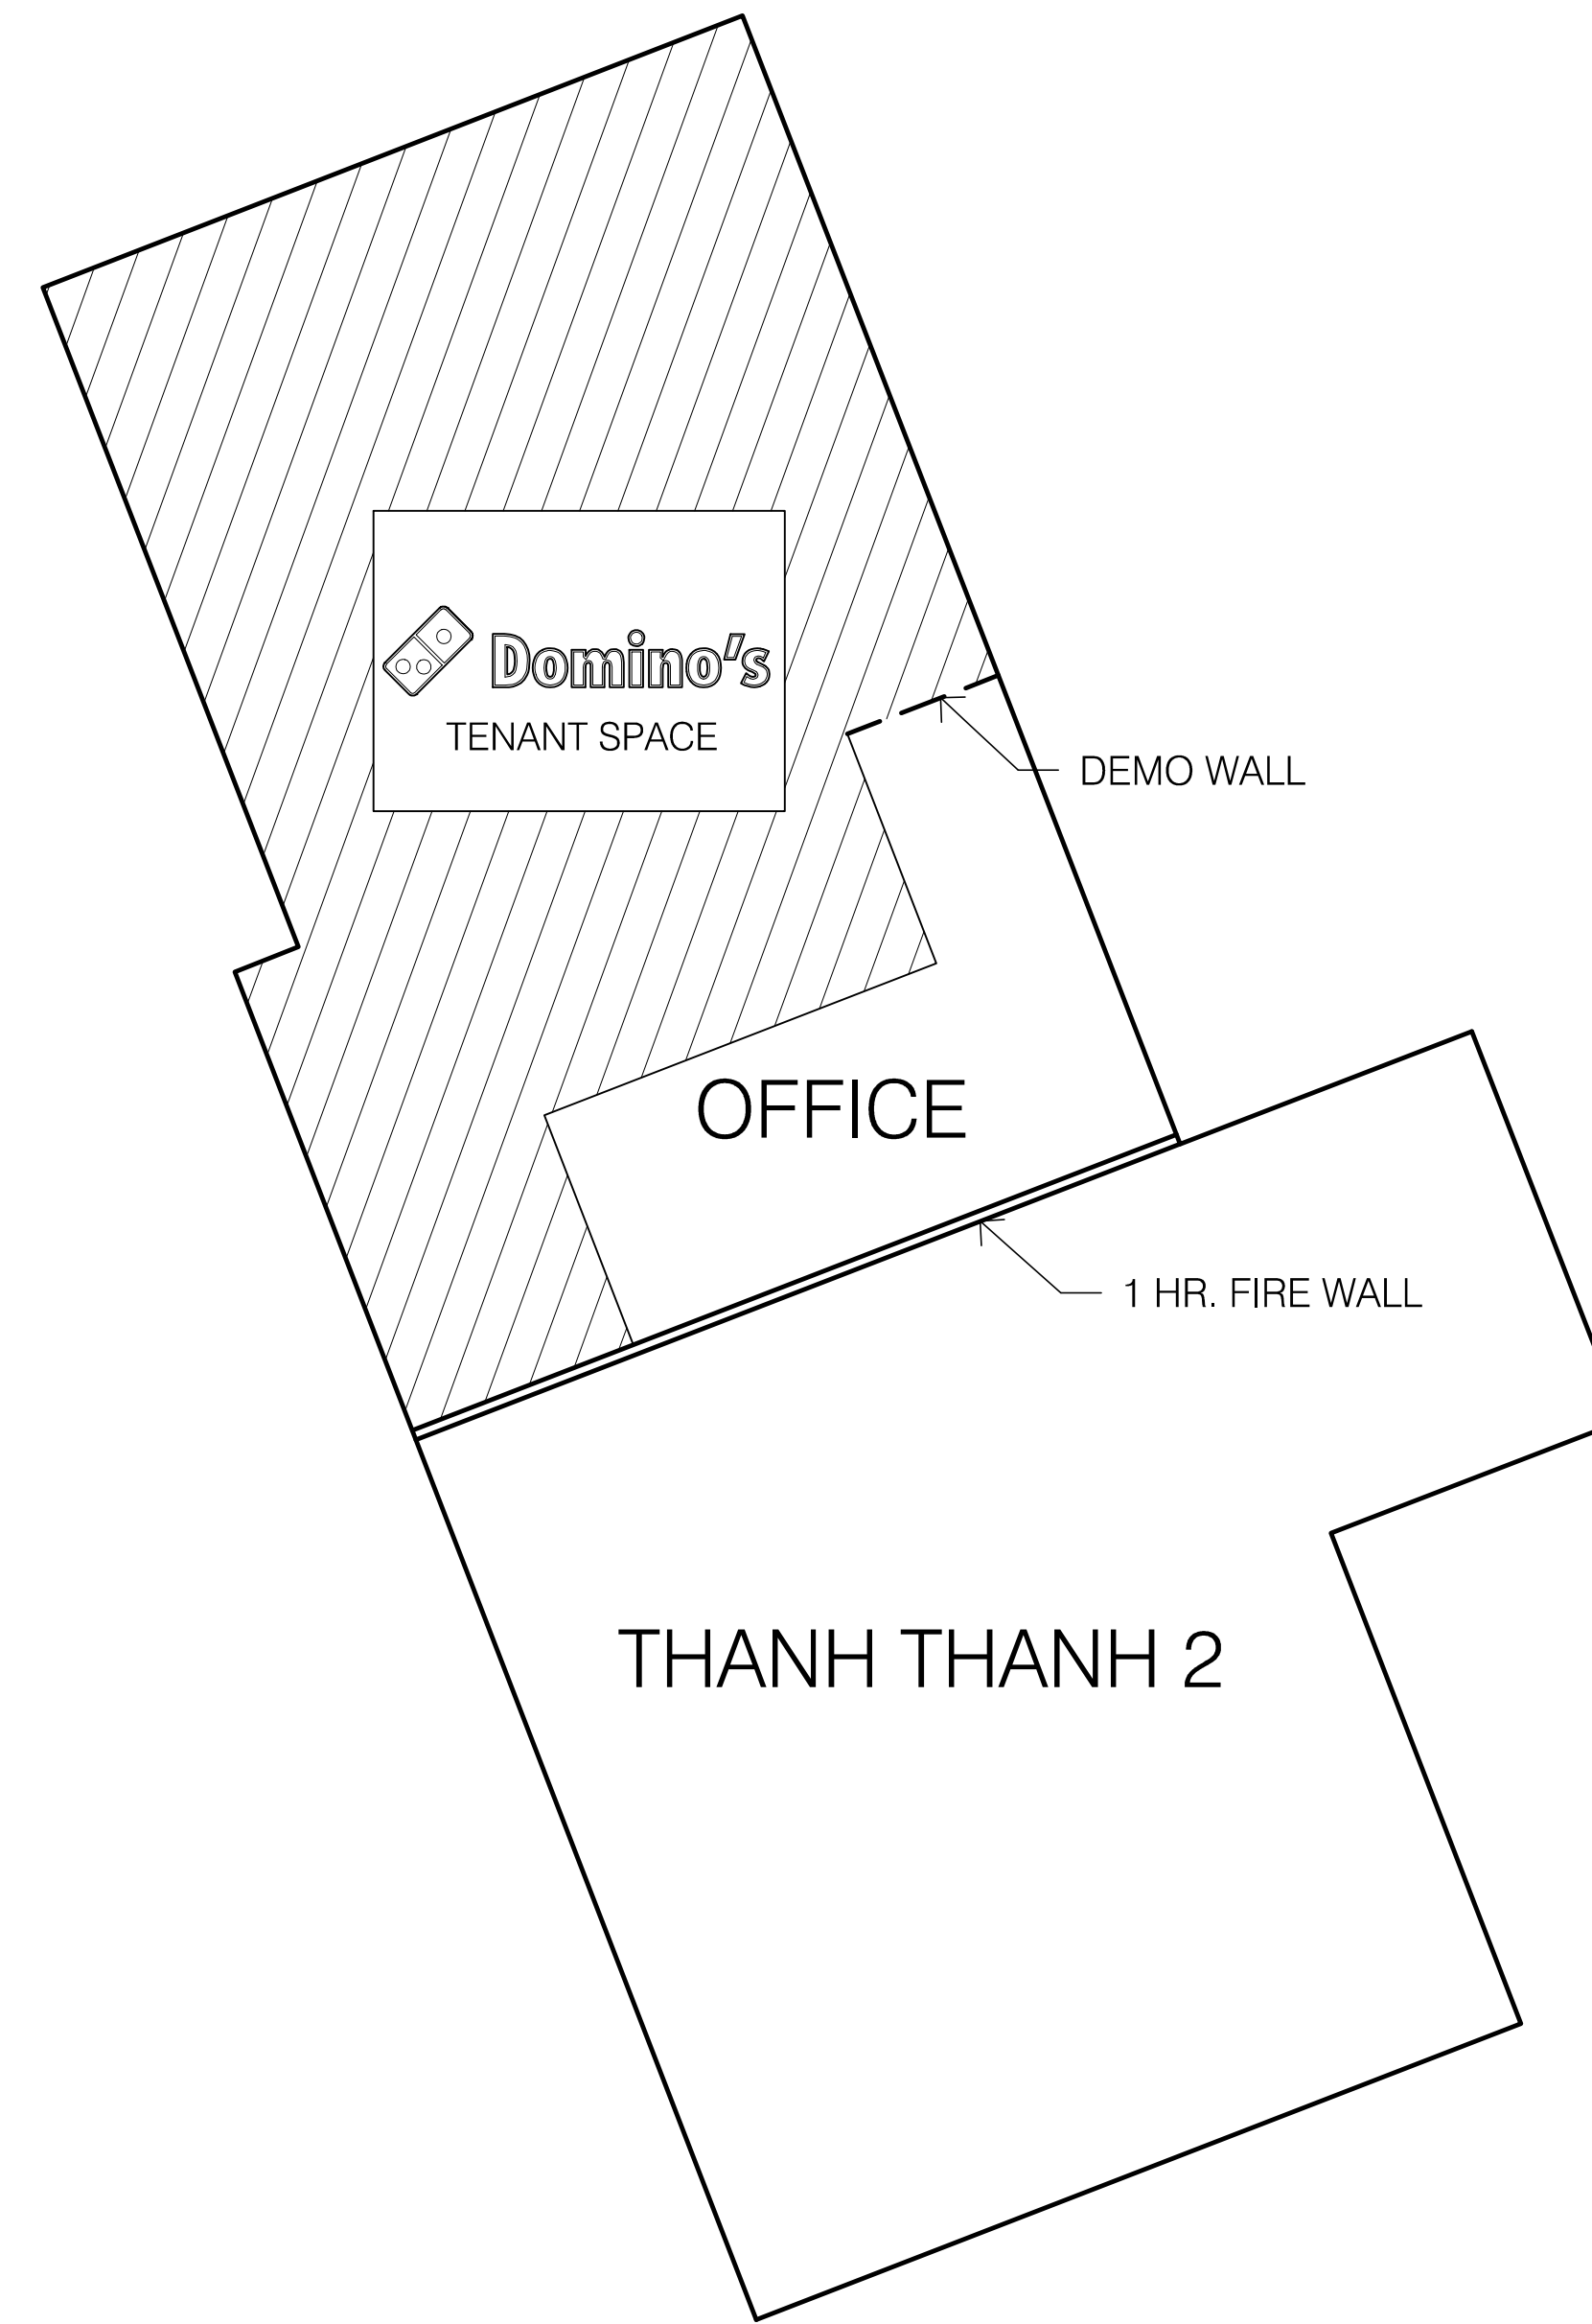 Domino's
TENANT SPACE
DEMO WALL
OFFICE
1 HR. FIRE WALL
THANH THANH 2